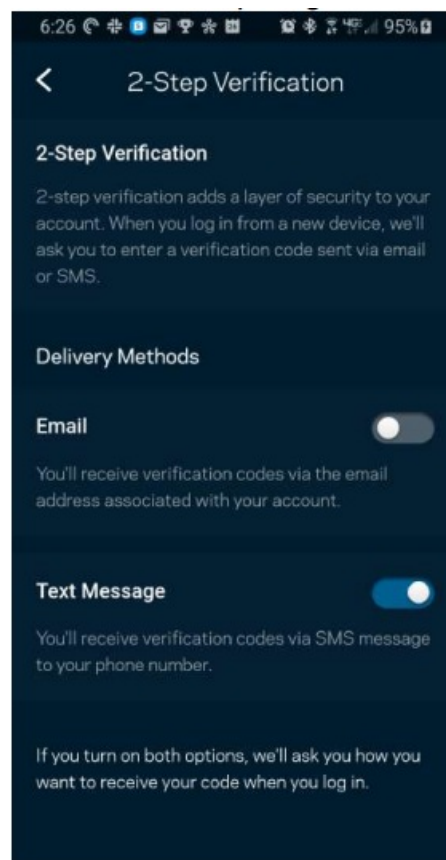 6:26 95%
2-Step Verification
2-Step Verification
2-step verification adds a layer of security to your
account. When you log in from a new device, we'll
ask you to enter a verification code sent via email
or SMS.
Delivery Methods
Email
You'll receive verification codes via the email
address associated with your account.
Text Message
You'll receive verification codes via SMS message
to your phone number.
If you turn on both options, we'll ask you how you
want to receive your code when you log in.